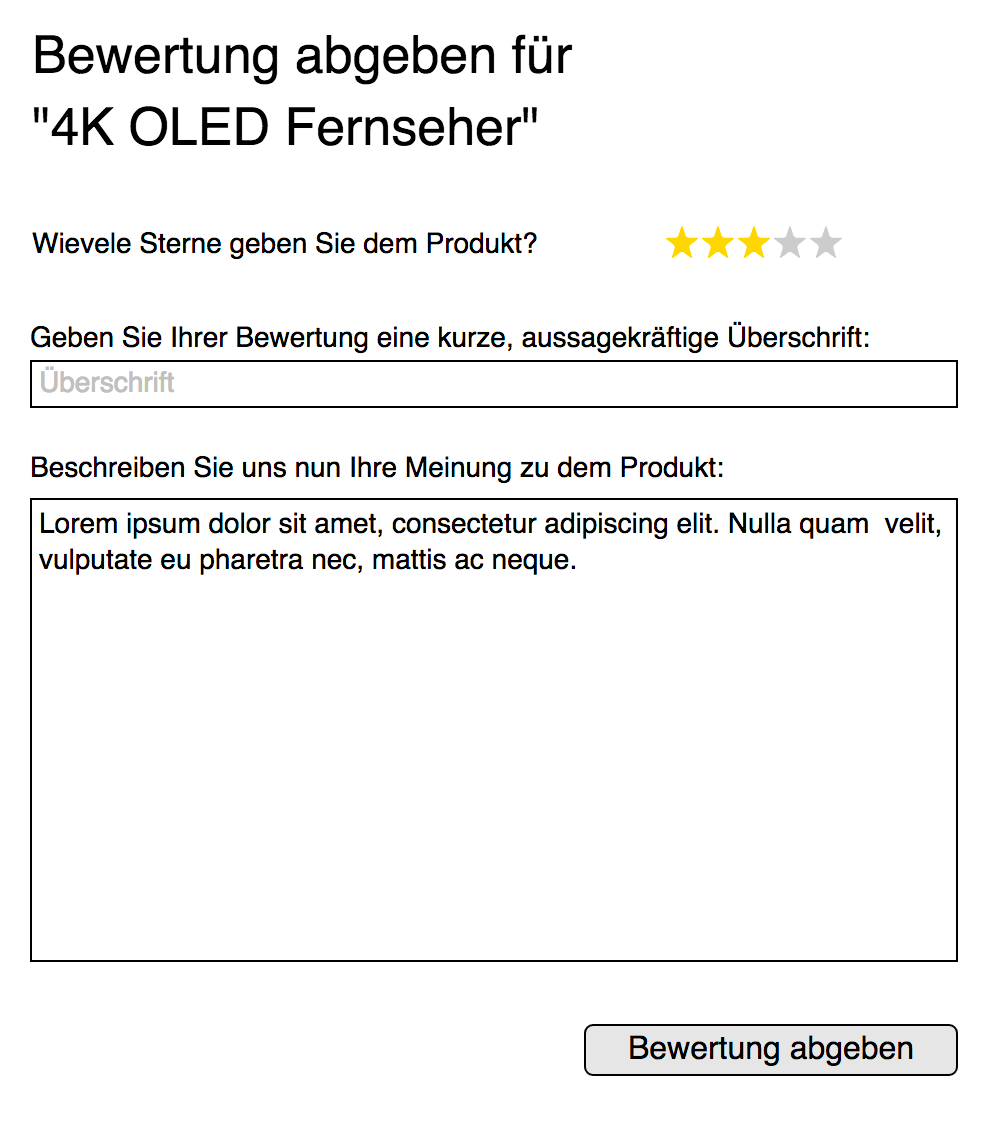 Bewertung abgeben für
"4K OLED Fernseher"
Wievele Sterne geben Sie dem Produkt?
Geben Sie Ihrer Bewertung eine kurze, aussagekräftige Überschrift:
Überschrift
Beschreiben Sie uns nun Ihre Meinung zu dem Produkt:
Lorem ipsum dolor sit amet, consectetur adipiscing elit. Nulla quam  velit,
vulputate eu pharetra nec, mattis ac neque.
Bewertung abgeben